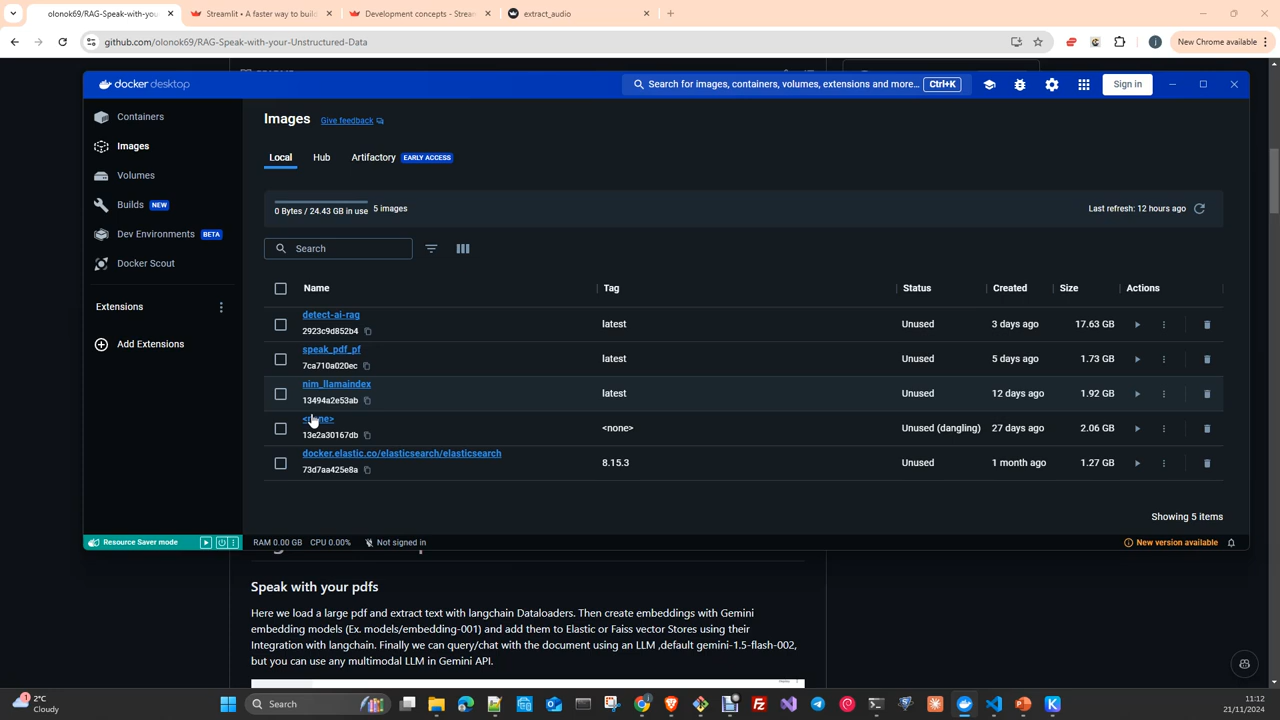 olonok69/RAG-Speak-with-you
Streamlit • A faster way to buil
Development concepts - Strea
extract_audio
github.com/olonok69/RAG-Speak-with-your-Unstructured-Data
New Chrome available
docker desktop
Search for images, containers, volumes, extensions and more...
Ctrl+K
Sign in
Containers
Images
Volumes
Builds NEW
Dev Environments BETA
Docker Scout
Extensions
Add Extensions
Images Give feedback
Local Hub Artifactory EARLY ACCESS
0 Bytes / 24.43 GB in use 5 images
Last refresh: 12 hours ago
Search
Name Tag Status Created Size Actions
detect-ai-rag
2923c9d852b4
latest Unused 3 days ago 17.63 GB
speak_pdf_pf
7ca710a020ec
latest Unused 5 days ago 1.73 GB
nim_llamaindex
13494a2e53ab
latest Unused 12 days ago 1.92 GB
<none>
13e2a30167db
<none> Unused (dangling) 27 days ago 2.06 GB
docker.elastic.co/elasticsearch/elasticsearch
73d7aa425e8a
8.15.3 Unused 1 month ago 1.27 GB
Showing 5 items
Resource Saver mode
RAM 0.00 GB CPU 0.00% Not signed in
New version available
Speak with your pdfs
Here we load a large pdf and extract text with langchain Dataloaders. Then create embeddings with Gemini
embedding models (Ex. models/embedding-001) and add them to Elastic or Faiss vector Stores using their
Integration with langchain. Finally we can query/chat with the document using an LLM ,default gemini-1.5-flash-002,
but you can use any multimodal LLM in Gemini API.
2°C
Cloudy
Search
11:12
21/11/2024